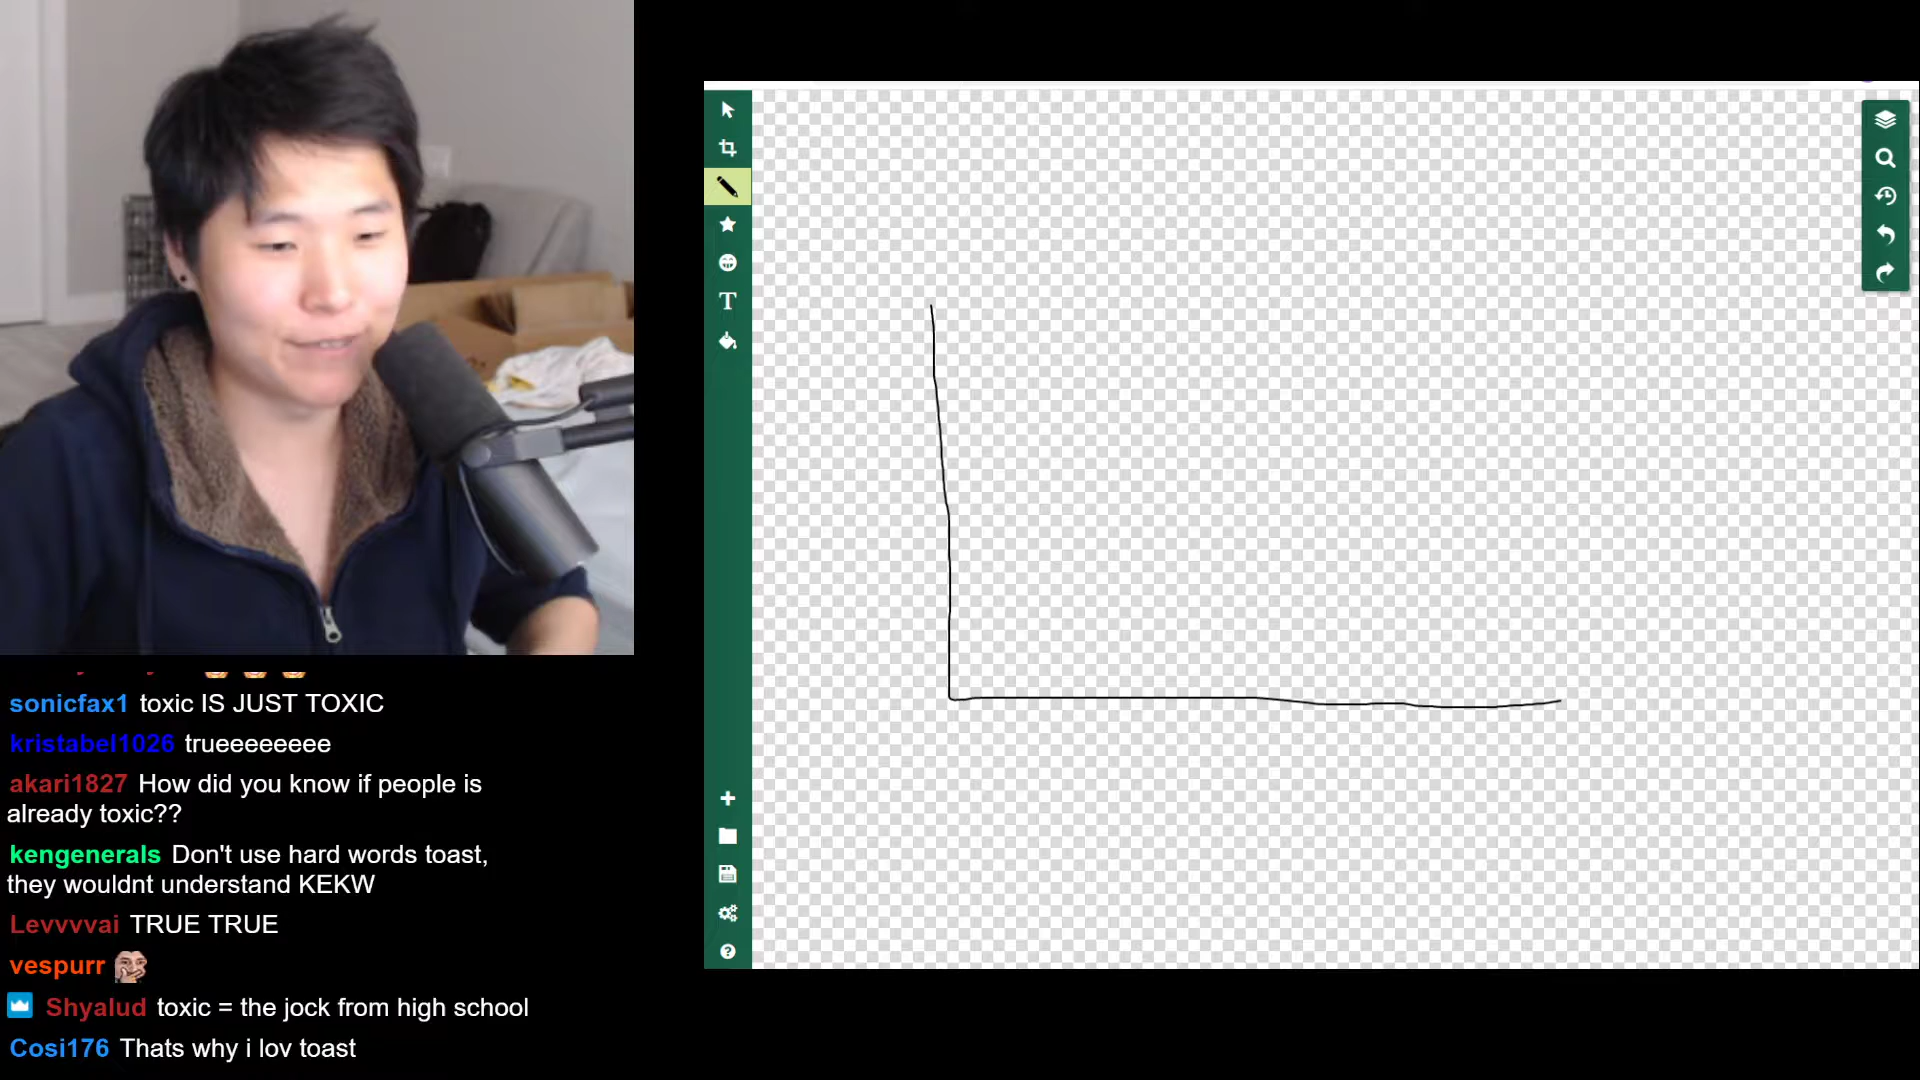 sonicfax1 toxic IS JUST TOXIC
kristabel1026 trueeeeeeee
akari1827 How did you know if people is
already toxic??
kengenerals Don't use hard words toast,
they wouldnt understand KEKW
Levvvvai TRUE TRUE
vespurr
Shyalud toxic = the jock from high school
Cosi176 Thats why i lov toast